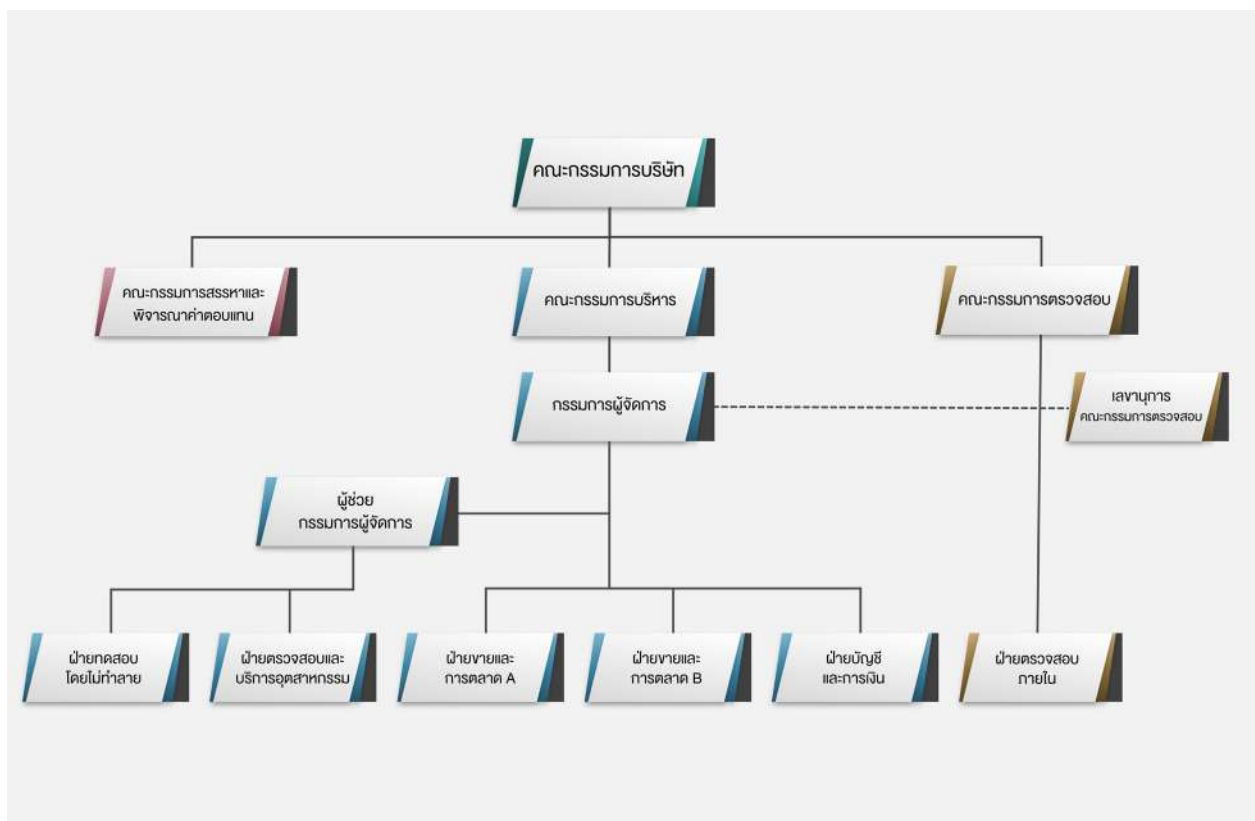 คณะกรรมการบริษัท
คณะกรรมการสรรหาและ
พิจารณาค่าตอบแทน
คณะกรรมการบริหาร
คณะกรรมการตรวจสอบ
กรรมการผู้จัดการ
เลขานุการ
คณะกรรมการตรวจสอบ
ผู้ช่วย
กรรมการผู้จัดการ
ฝ่ายทดสอบ
โดยไม่ทำลาย
ฝ่ายตรวจสอบและ
บริการอุตสาหกรรม
ฝ่ายขายและ
การตลาด A
ฝ่ายขายและ
การตลาด B
ฝ่ายบัญชี
และการเงิน
ฝ่ายตรวจสอบ
ภายใน